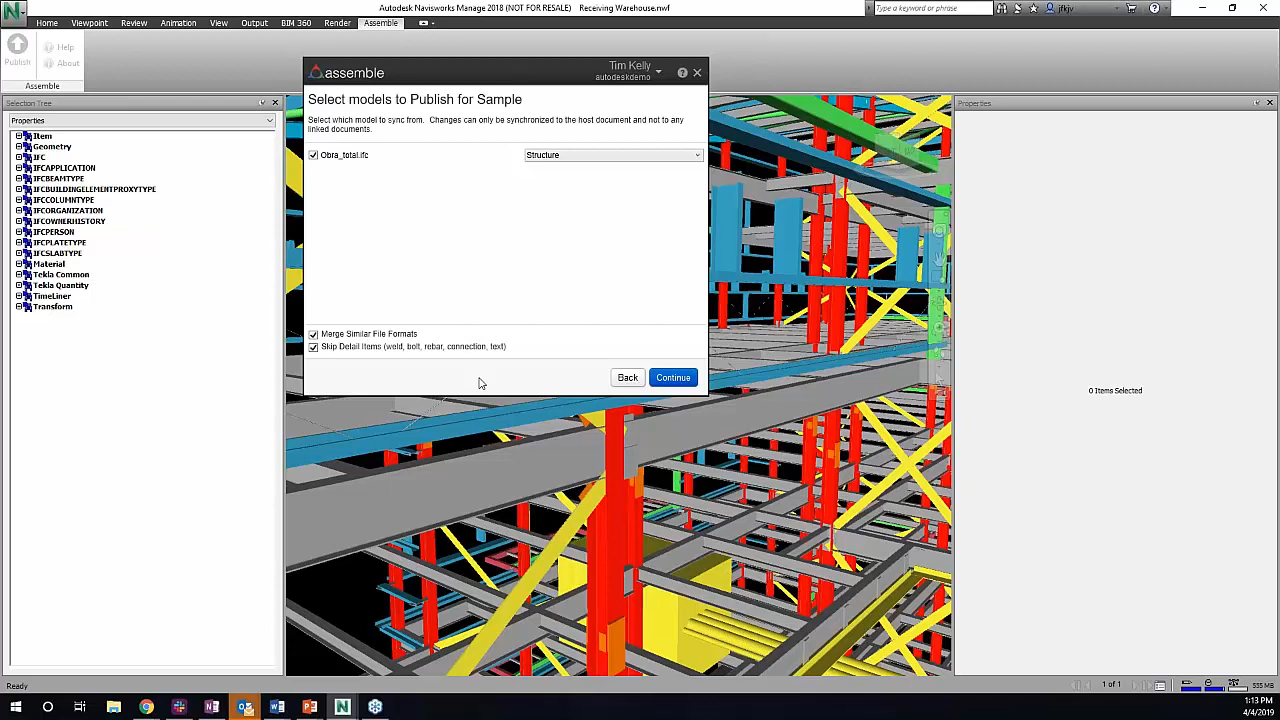 N
Autodesk Navisworks Manage 2018 (NOT FOR RESALE) Receiving Warehouse.nwf
Type a keyword or phrase
jfkjv
Home Viewpoint Review Animation View Output BIM 360 Render Assemble
Publish
Help
About
Assemble
Selection Tree
Properties
Item
Geometry
IFC
IFCAPPLICATION
IFCBEAMTYPE
IFCBUILDINGELEMENTPROXYTYPE
IFCCOLUMNTYPE
IFCORGANIZATION
IFCOWNERHISTORY
IFCPERSON
IFCPLATETYPE
IFCSLABTYPE
Material
Tekla Common
Tekla Quantity
TimeLiner
Transform
assemble
Tim Kelly
autodeskdemo
Select models to Publish for Sample
Select which model to sync from. Changes can only be synchronized to the host document and not to any
linked documents.
Obra_total.ifc
Structure
Merge Similar File Formats
Skip Detail Items (weld, bolt, rebar, connection, text)
Back
Continue
Properties
0 Items Selected
Ready
1 of 1
555 MB
1:13 PM
4/4/2019